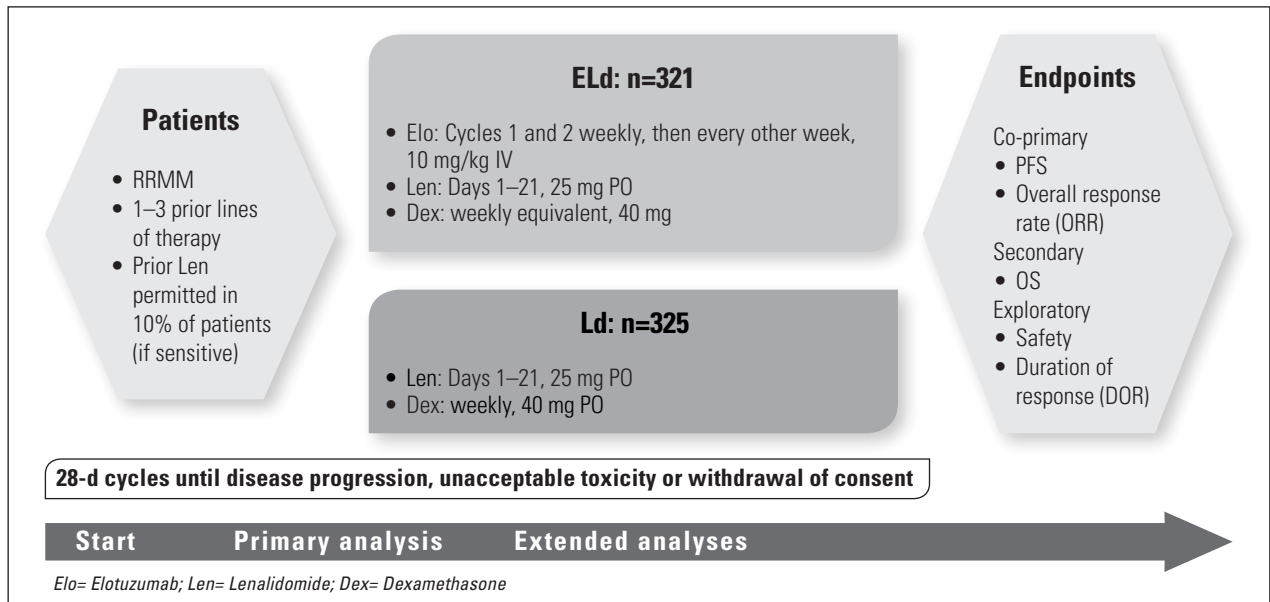 Patients
• RRMM
• 1–3 prior lines
of therapy
• Prior Len
permitted in
10% of patients
(if sensitive)
ELd: n=321
• Elo: Cycles 1 and 2 weekly, then every other week,
10 mg/kg IV
• Len: Days 1–21, 25 mg PO
• Dex: weekly equivalent, 40 mg
Ld: n=325
• Len: Days 1–21, 25 mg PO
• Dex: weekly, 40 mg PO
Endpoints
Co-primary
• PFS
• Overall response
rate (ORR)
Secondary
• OS
Exploratory
• Safety
• Duration of
response (DOR)
28-d cycles until disease progression, unacceptable toxicity or withdrawal of consent
Start Primary analysis Extended analyses
Elo= Elotuzumab; Len= Lenalidomide; Dex= Dexamethasone